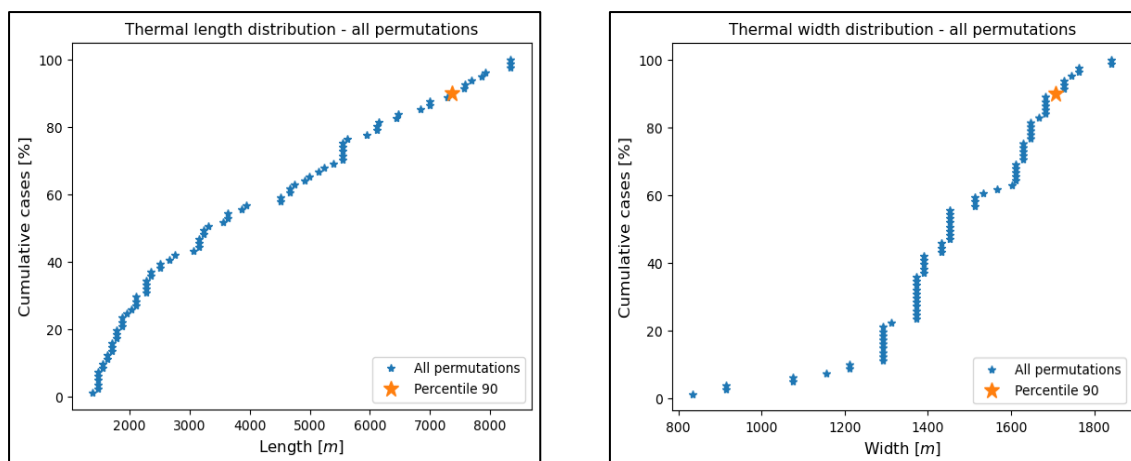 Thermal length distribution - all permutations
Cumulative cases [%]
100
80
60
40
20
0
All permutations
Percentile 90
2000 3000 4000 5000 6000 7000 8000
Length [m]
Thermal width distribution - all permutations
Cumulative cases [%]
100
80
60
40
20
0
All permutations
Percentile 90
800 1000 1200 1400 1600 1800
Width [m]